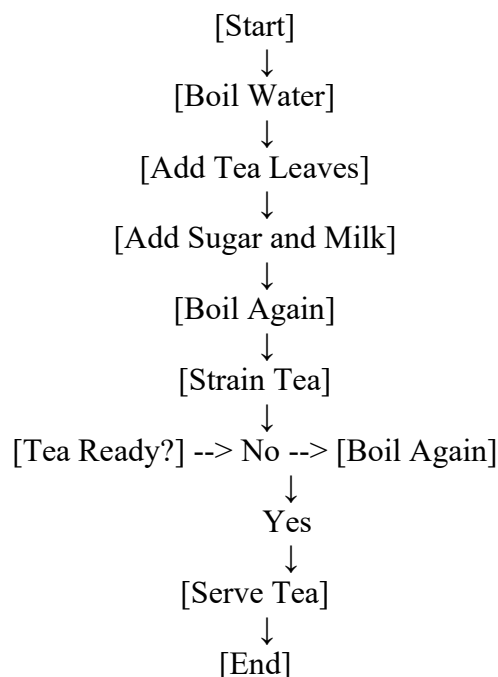 [Start]
↓
[Boil Water]
↓
[Add Tea Leaves]
↓
[Add Sugar and Milk]
↓
[Boil Again]
↓
[Strain Tea]
↓
[Tea Ready?] --> No --> [Boil Again]
↓
Yes
↓
[Serve Tea]
↓
[End]